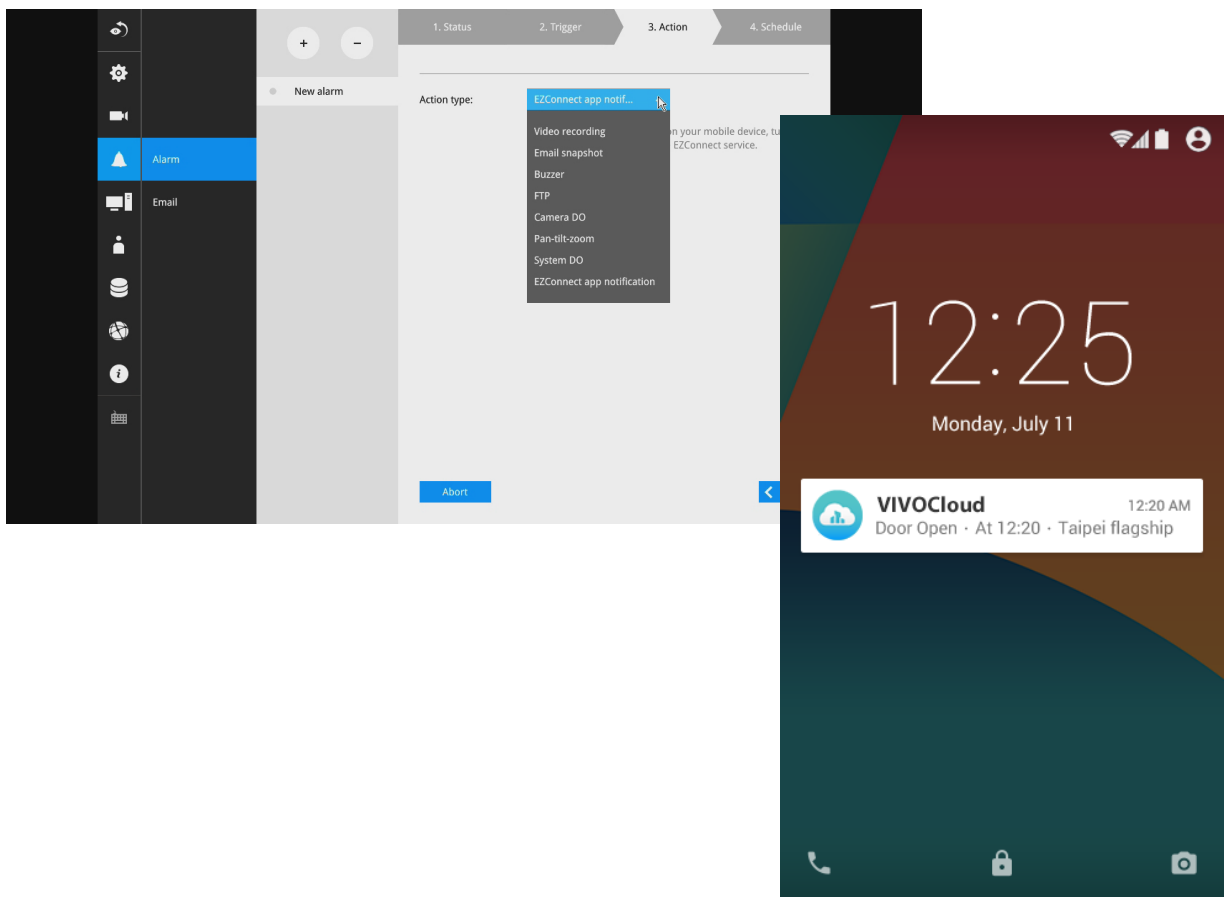 1. Status
2. Trigger
3. Action
4. Schedule
+
−
New alarm
Alarm
Email
Action type:
EZConnect app notif...
on your mobile device, tu
EZConnect service.
Video recording
Email snapshot
Buzzer
FTP
Camera DO
Pan-tilt-zoom
System DO
EZConnect app notification
Abort
12:25
Monday, July 11
VIVOCloud
12:20 AM
Door Open · At 12:20 · Taipei flagship